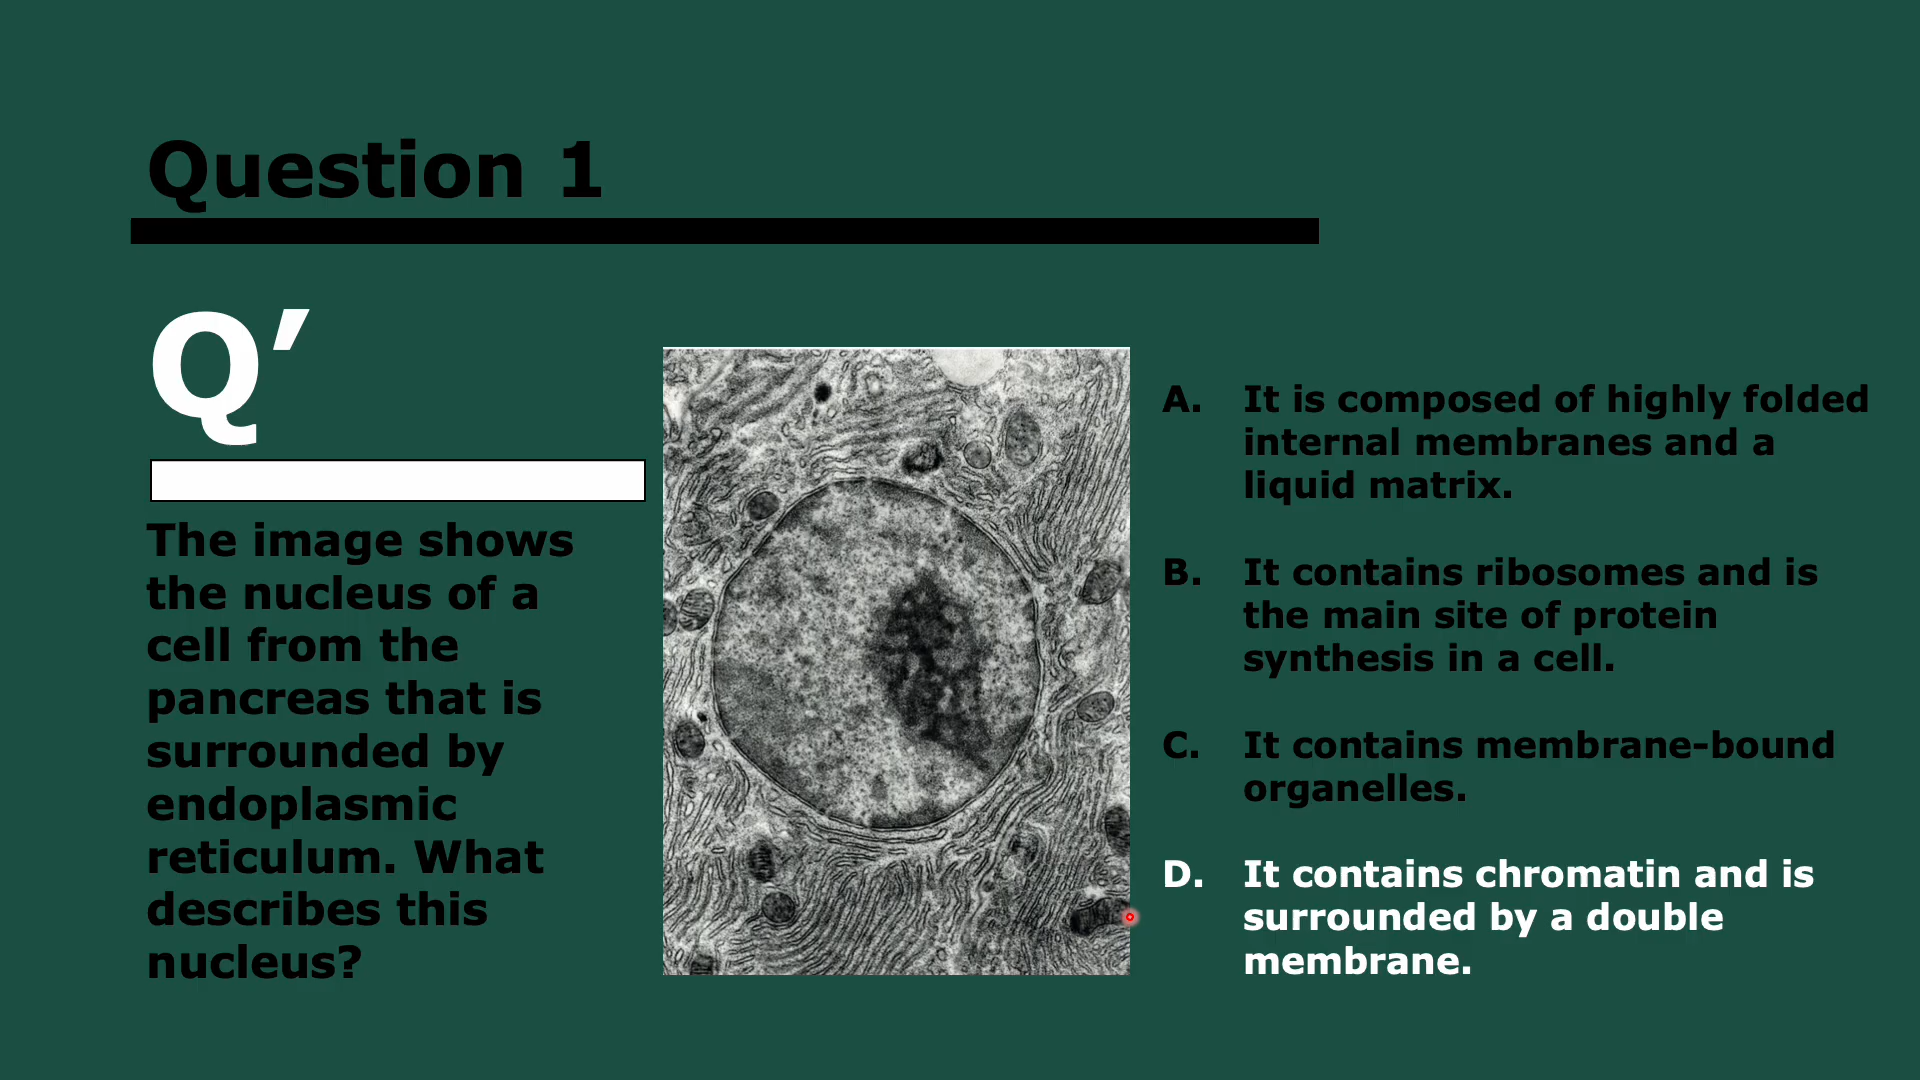 Question 1
Q’
The image shows
the nucleus of a
cell from the
pancreas that is
surrounded by
endoplasmic
reticulum. What
describes this
nucleus?
A. It is composed of highly folded
internal membranes and a
liquid matrix.
B. It contains ribosomes and is
the main site of protein
synthesis in a cell.
C. It contains membrane-bound
organelles.
D. It contains chromatin and is
surrounded by a double
membrane.